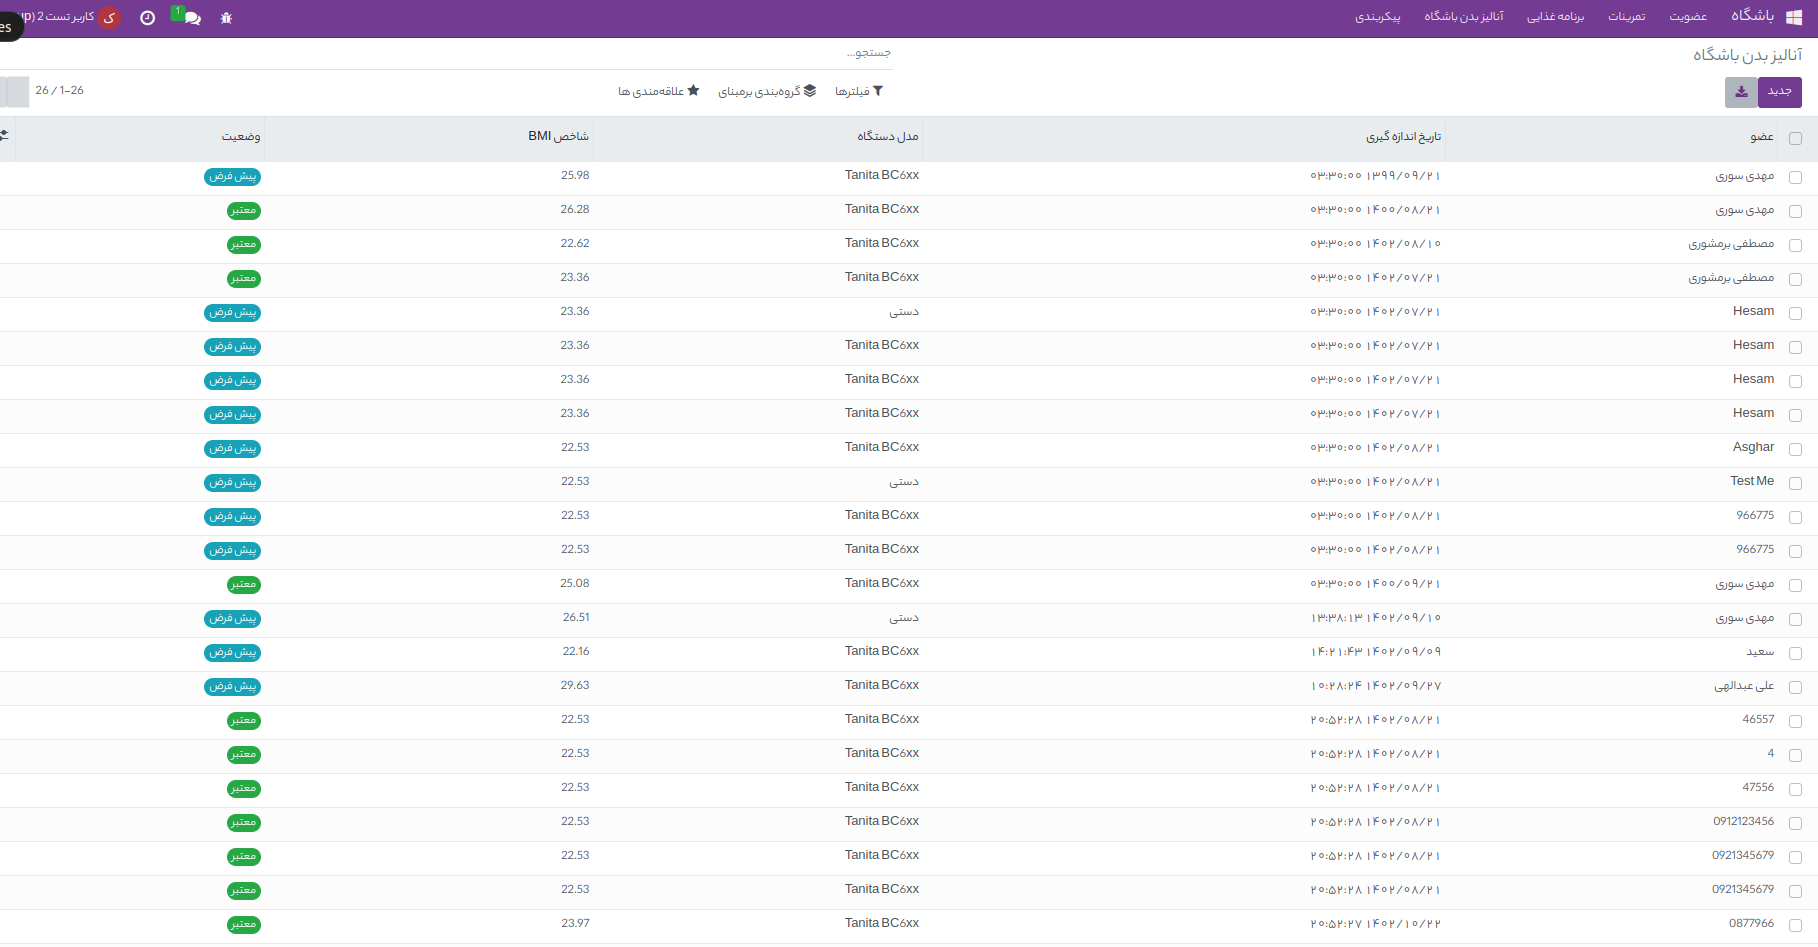 باشگاه عضویت تمرینات برنامه غذایی آنالیز بدن باشگاه پیکربندی 1 ک کاربر تست 2
es
آنالیز بدن باشگاه جستجو...
جدید فیلترها گروه‌بندی برمبنای علاقه‌مندی ها 26 / 1-26
عضو تاریخ اندازه گیری مدل دستگاه شاخص BMI وضعیت
مهدی سوری ۱۳۹۹/۰۹/۲۱ ۰۳:۳۰:۰۰ Tanita BC6xx 25.98 پیش فرض
مهدی سوری ۱۴۰۰/۰۸/۲۱ ۰۳:۳۰:۰۰ Tanita BC6xx 26.28 معتبر
مصطفی برمشوری ۱۴۰۲/۰۸/۱۰ ۰۳:۳۰:۰۰ Tanita BC6xx 22.62 معتبر
مصطفی برمشوری ۱۴۰۲/۰۷/۲۱ ۰۳:۳۰:۰۰ Tanita BC6xx 23.36 معتبر
Hesam ۱۴۰۲/۰۷/۲۱ ۰۳:۳۰:۰۰ دستی 23.36 پیش فرض
Hesam ۱۴۰۲/۰۷/۲۱ ۰۳:۳۰:۰۰ Tanita BC6xx 23.36 پیش فرض
Hesam ۱۴۰۲/۰۷/۲۱ ۰۳:۳۰:۰۰ Tanita BC6xx 23.36 پیش فرض
Hesam ۱۴۰۲/۰۷/۲۱ ۰۳:۳۰:۰۰ Tanita BC6xx 23.36 پیش فرض
Asghar ۱۴۰۲/۰۸/۲۱ ۰۳:۳۰:۰۰ Tanita BC6xx 22.53 پیش فرض
Test Me ۱۴۰۲/۰۸/۲۱ ۰۳:۳۰:۰۰ دستی 22.53 پیش فرض
966775 ۱۴۰۲/۰۸/۲۱ ۰۳:۳۰:۰۰ Tanita BC6xx 22.53 پیش فرض
966775 ۱۴۰۲/۰۸/۲۱ ۰۳:۳۰:۰۰ Tanita BC6xx 22.53 پیش فرض
مهدی سوری ۱۴۰۰/۰۹/۲۱ ۰۳:۳۰:۰۰ Tanita BC6xx 25.08 معتبر
مهدی سوری ۱۴۰۲/۰۹/۱۰ ۱۳:۳۸:۱۳ دستی 26.51 پیش فرض
سعید ۱۴۰۲/۰۹/۰۹ ۱۴:۲۱:۴۳ Tanita BC6xx 22.16 پیش فرض
علی عبدالهی ۱۴۰۲/۰۹/۲۷ ۱۰:۲۸:۲۴ Tanita BC6xx 29.63 پیش فرض
46557 ۱۴۰۲/۰۸/۲۱ ۲۰:۵۲:۲۸ Tanita BC6xx 22.53 معتبر
4 ۱۴۰۲/۰۸/۲۱ ۲۰:۵۲:۲۸ Tanita BC6xx 22.53 معتبر
47556 ۱۴۰۲/۰۸/۲۱ ۲۰:۵۲:۲۸ Tanita BC6xx 22.53 معتبر
0912123456 ۱۴۰۲/۰۸/۲۱ ۲۰:۵۲:۲۸ Tanita BC6xx 22.53 معتبر
0921345679 ۱۴۰۲/۰۸/۲۱ ۲۰:۵۲:۲۸ Tanita BC6xx 22.53 معتبر
0921345679 ۱۴۰۲/۰۸/۲۱ ۲۰:۵۲:۲۸ Tanita BC6xx 22.53 معتبر
0877966 ۱۴۰۲/۱۰/۲۲ ۲۰:۵۲:۲۷ Tanita BC6xx 23.97 معتبر